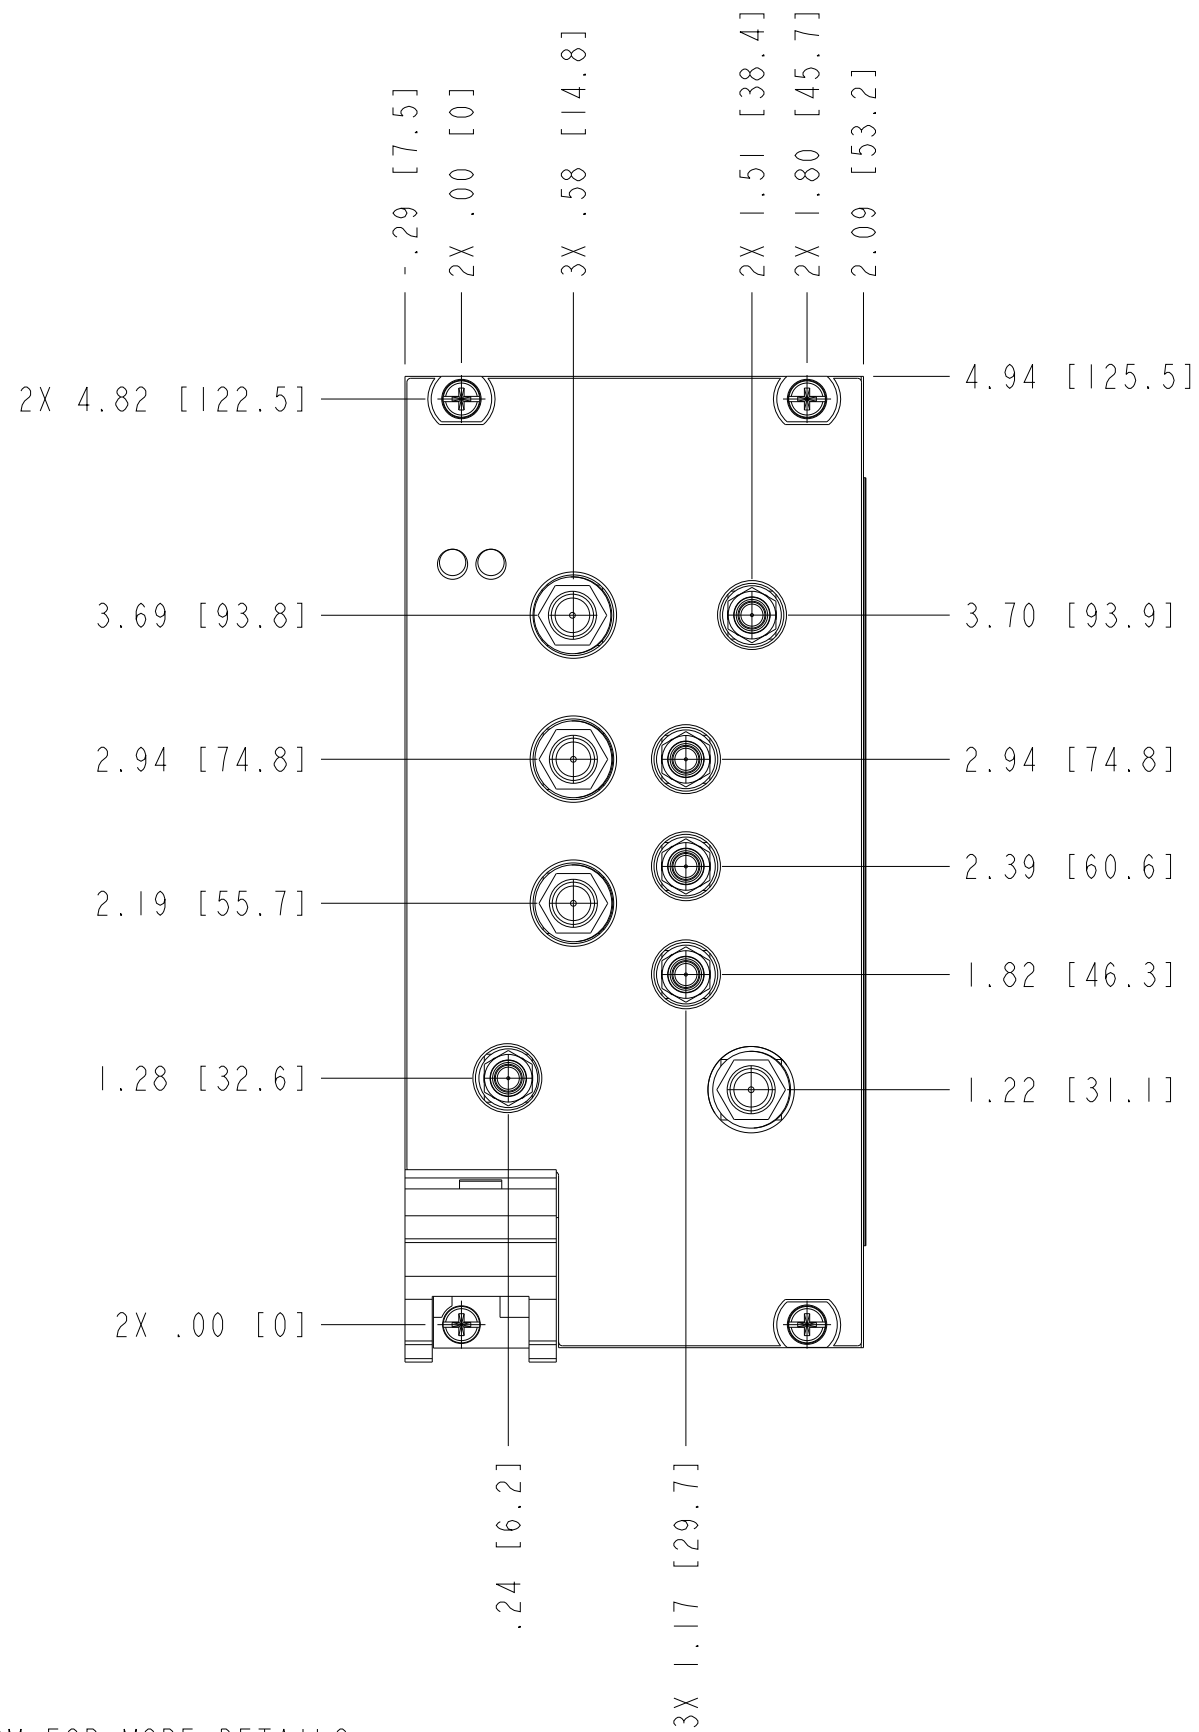 -.29 [7.5]
2X .00 [0]
3X .58 [14.8]
2X 1.51 [38.4]
2X 1.80 [45.7]
2.09 [53.2]
2X 4.82 [122.5]
4.94 [125.5]
3.69 [93.8]
3.70 [93.9]
2.94 [74.8]
2.94 [74.8]
2.39 [60.6]
2.19 [55.7]
1.82 [46.3]
1.28 [32.6]
1.22 [31.1]
2X .00 [0]
.24 [6.2]
3X 1.17 [29.7]
FOR MORE DETAILS